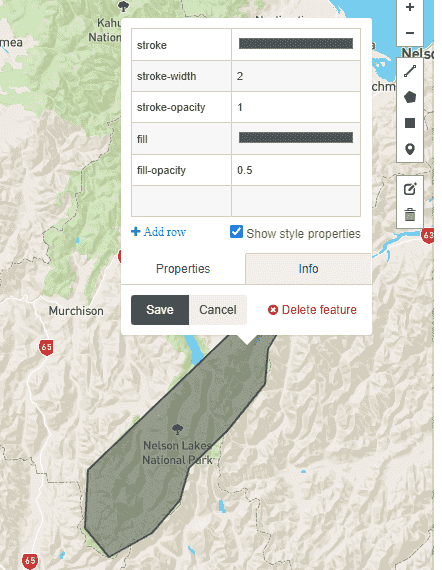 Kahu
Nation
mea
a
Nelso
chm
+
−
stroke
stroke-width 2
stroke-opacity 1
fill
fill-opacity 0.5
Add row
Show style properties
Properties Info
Save Cancel Delete feature
63
Murchison
65
Nelson Lakes
National Park
65